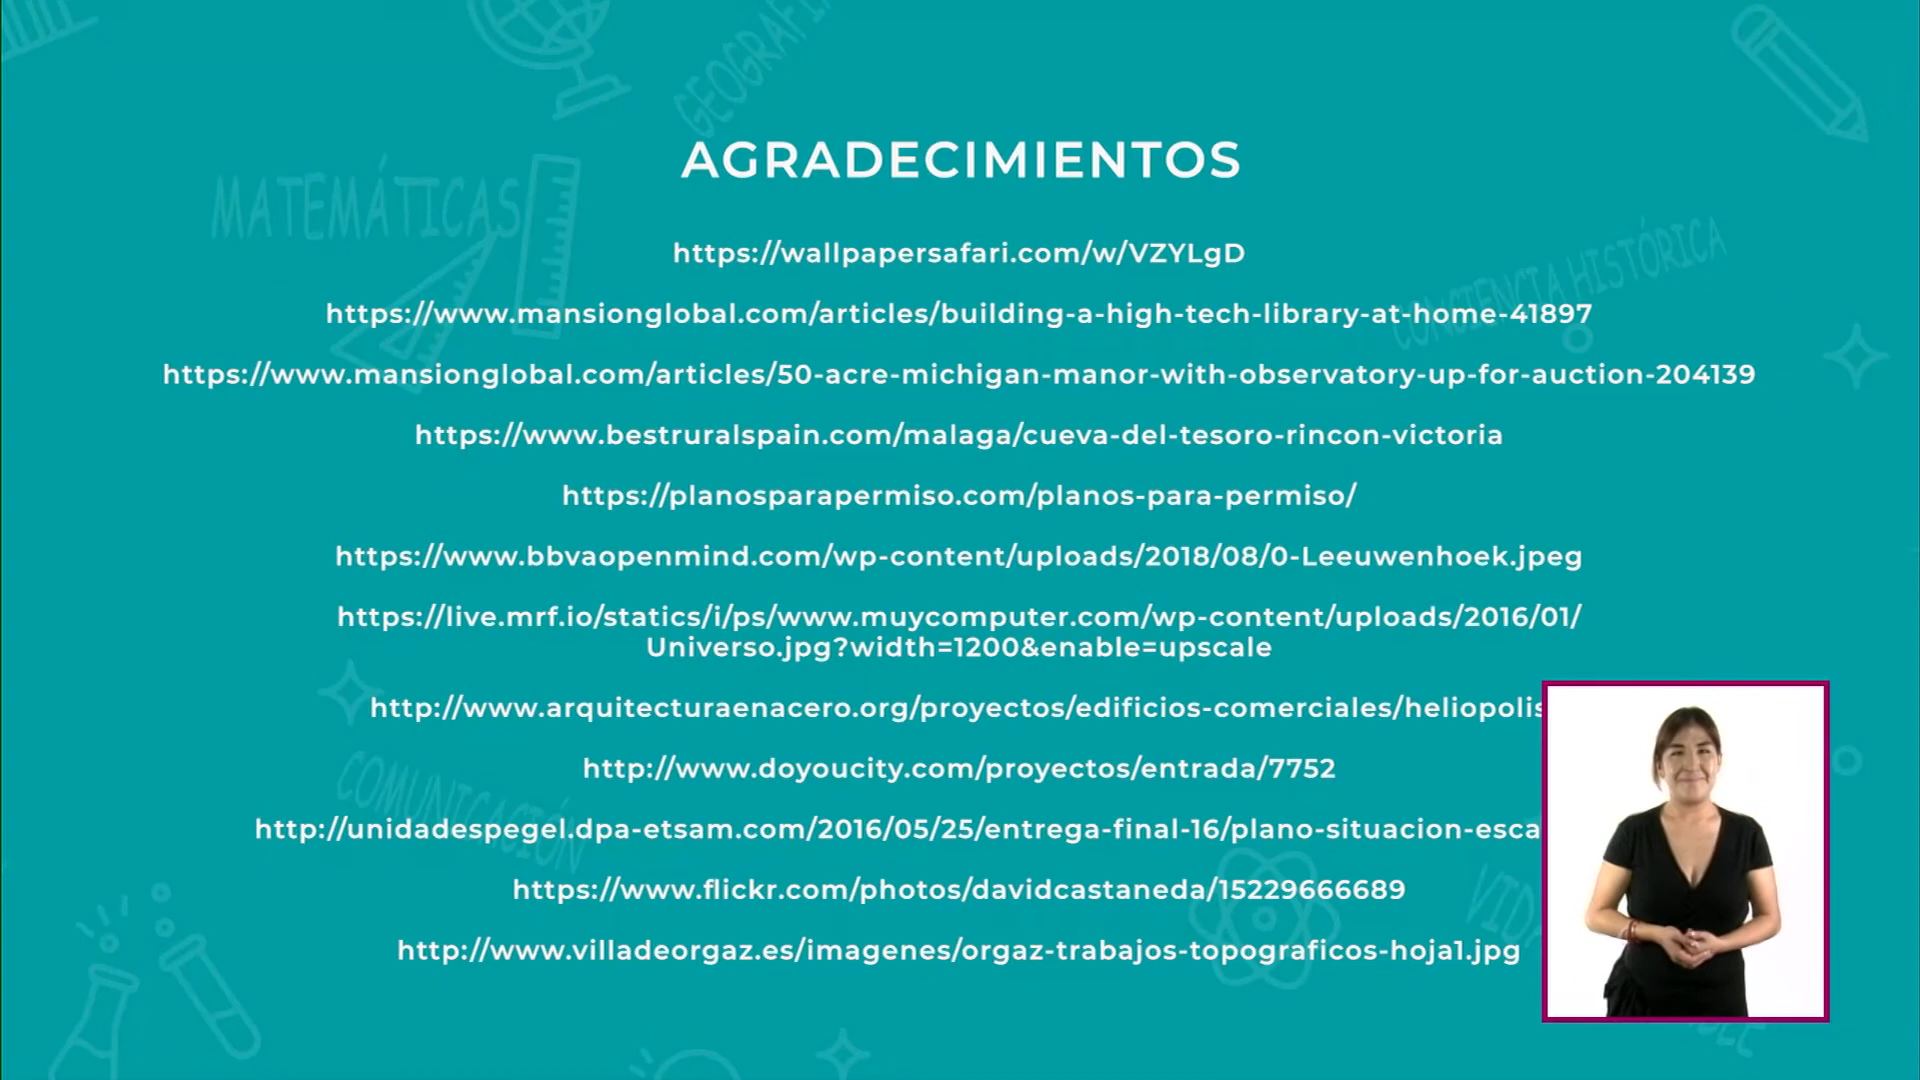 GEOGRAFÍA
AGRADECIMIENTOS
MATEMÁTICAS
https://wallpapersafari.com/w/VZYLgD
CONCIENCIA HISTÓRICA
https://www.mansionglobal.com/articles/building-a-high-tech-library-at-home-41897
https://www.mansionglobal.com/articles/50-acre-michigan-manor-with-observatory-up-for-auction-204139
https://www.bestruralspain.com/malaga/cueva-del-tesoro-rincon-victoria
https://planosparapermiso.com/planos-para-permiso/
https://www.bbvaopenmind.com/wp-content/uploads/2018/08/0-Leeuwenhoek.jpeg
https://live.mrf.io/statics/i/ps/www.muycomputer.com/wp-content/uploads/2016/01/
Universo.jpg?width=1200&enable=upscale
http://www.arquitecturaenacero.org/proyectos/edificios-comerciales/heliopolis
http://www.doyoucity.com/proyectos/entrada/7752
COMUNICACIÓN
http://unidadespegel.dpa-etsam.com/2016/05/25/entrega-final-16/plano-situacion-esca
https://www.flickr.com/photos/davidcastaneda/15229666689
VIDA
http://www.villadeorgaz.es/imagenes/orgaz-trabajos-topograficos-hoja1.jpg